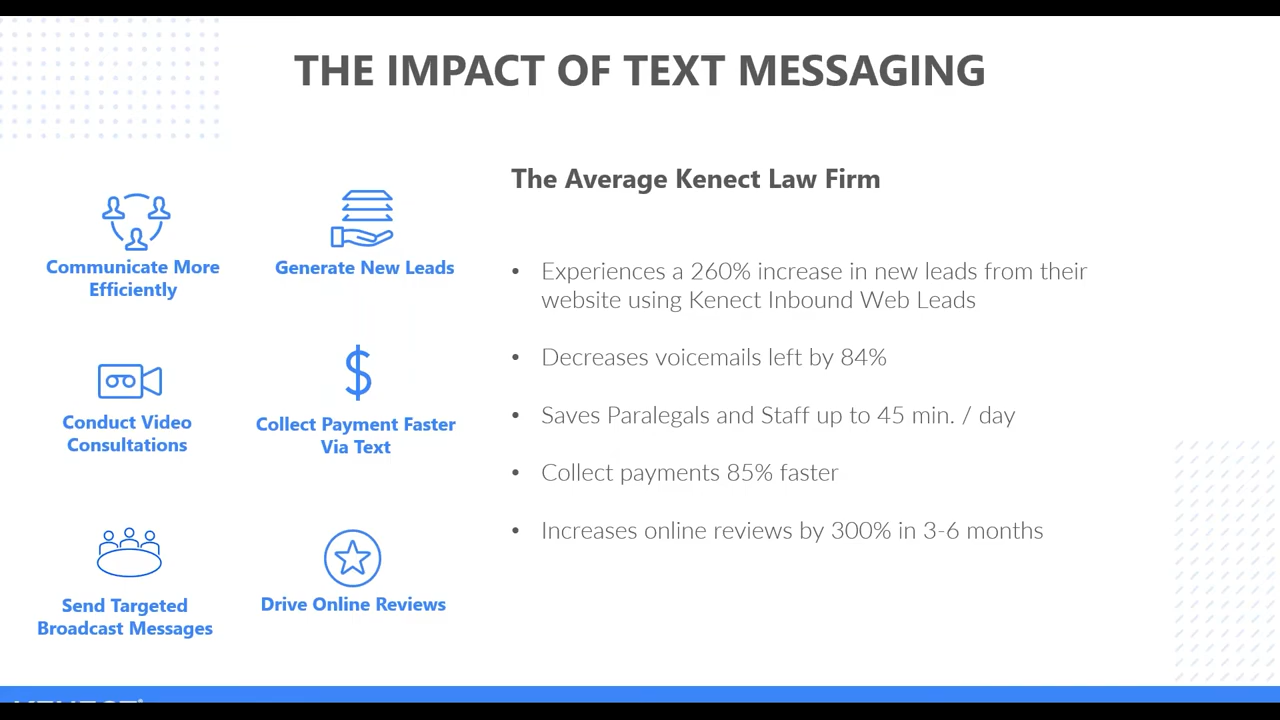 THE IMPACT OF TEXT MESSAGING
Communicate More
Efficiently
Generate New Leads
Conduct Video
Consultations
Collect Payment Faster
Via Text
Send Targeted
Broadcast Messages
Drive Online Reviews
The Average Kenect Law Firm
• Experiences a 260% increase in new leads from their
website using Kenect Inbound Web Leads
• Decreases voicemails left by 84%
• Saves Paralegals and Staff up to 45 min. / day
• Collect payments 85% faster
• Increases online reviews by 300% in 3-6 months